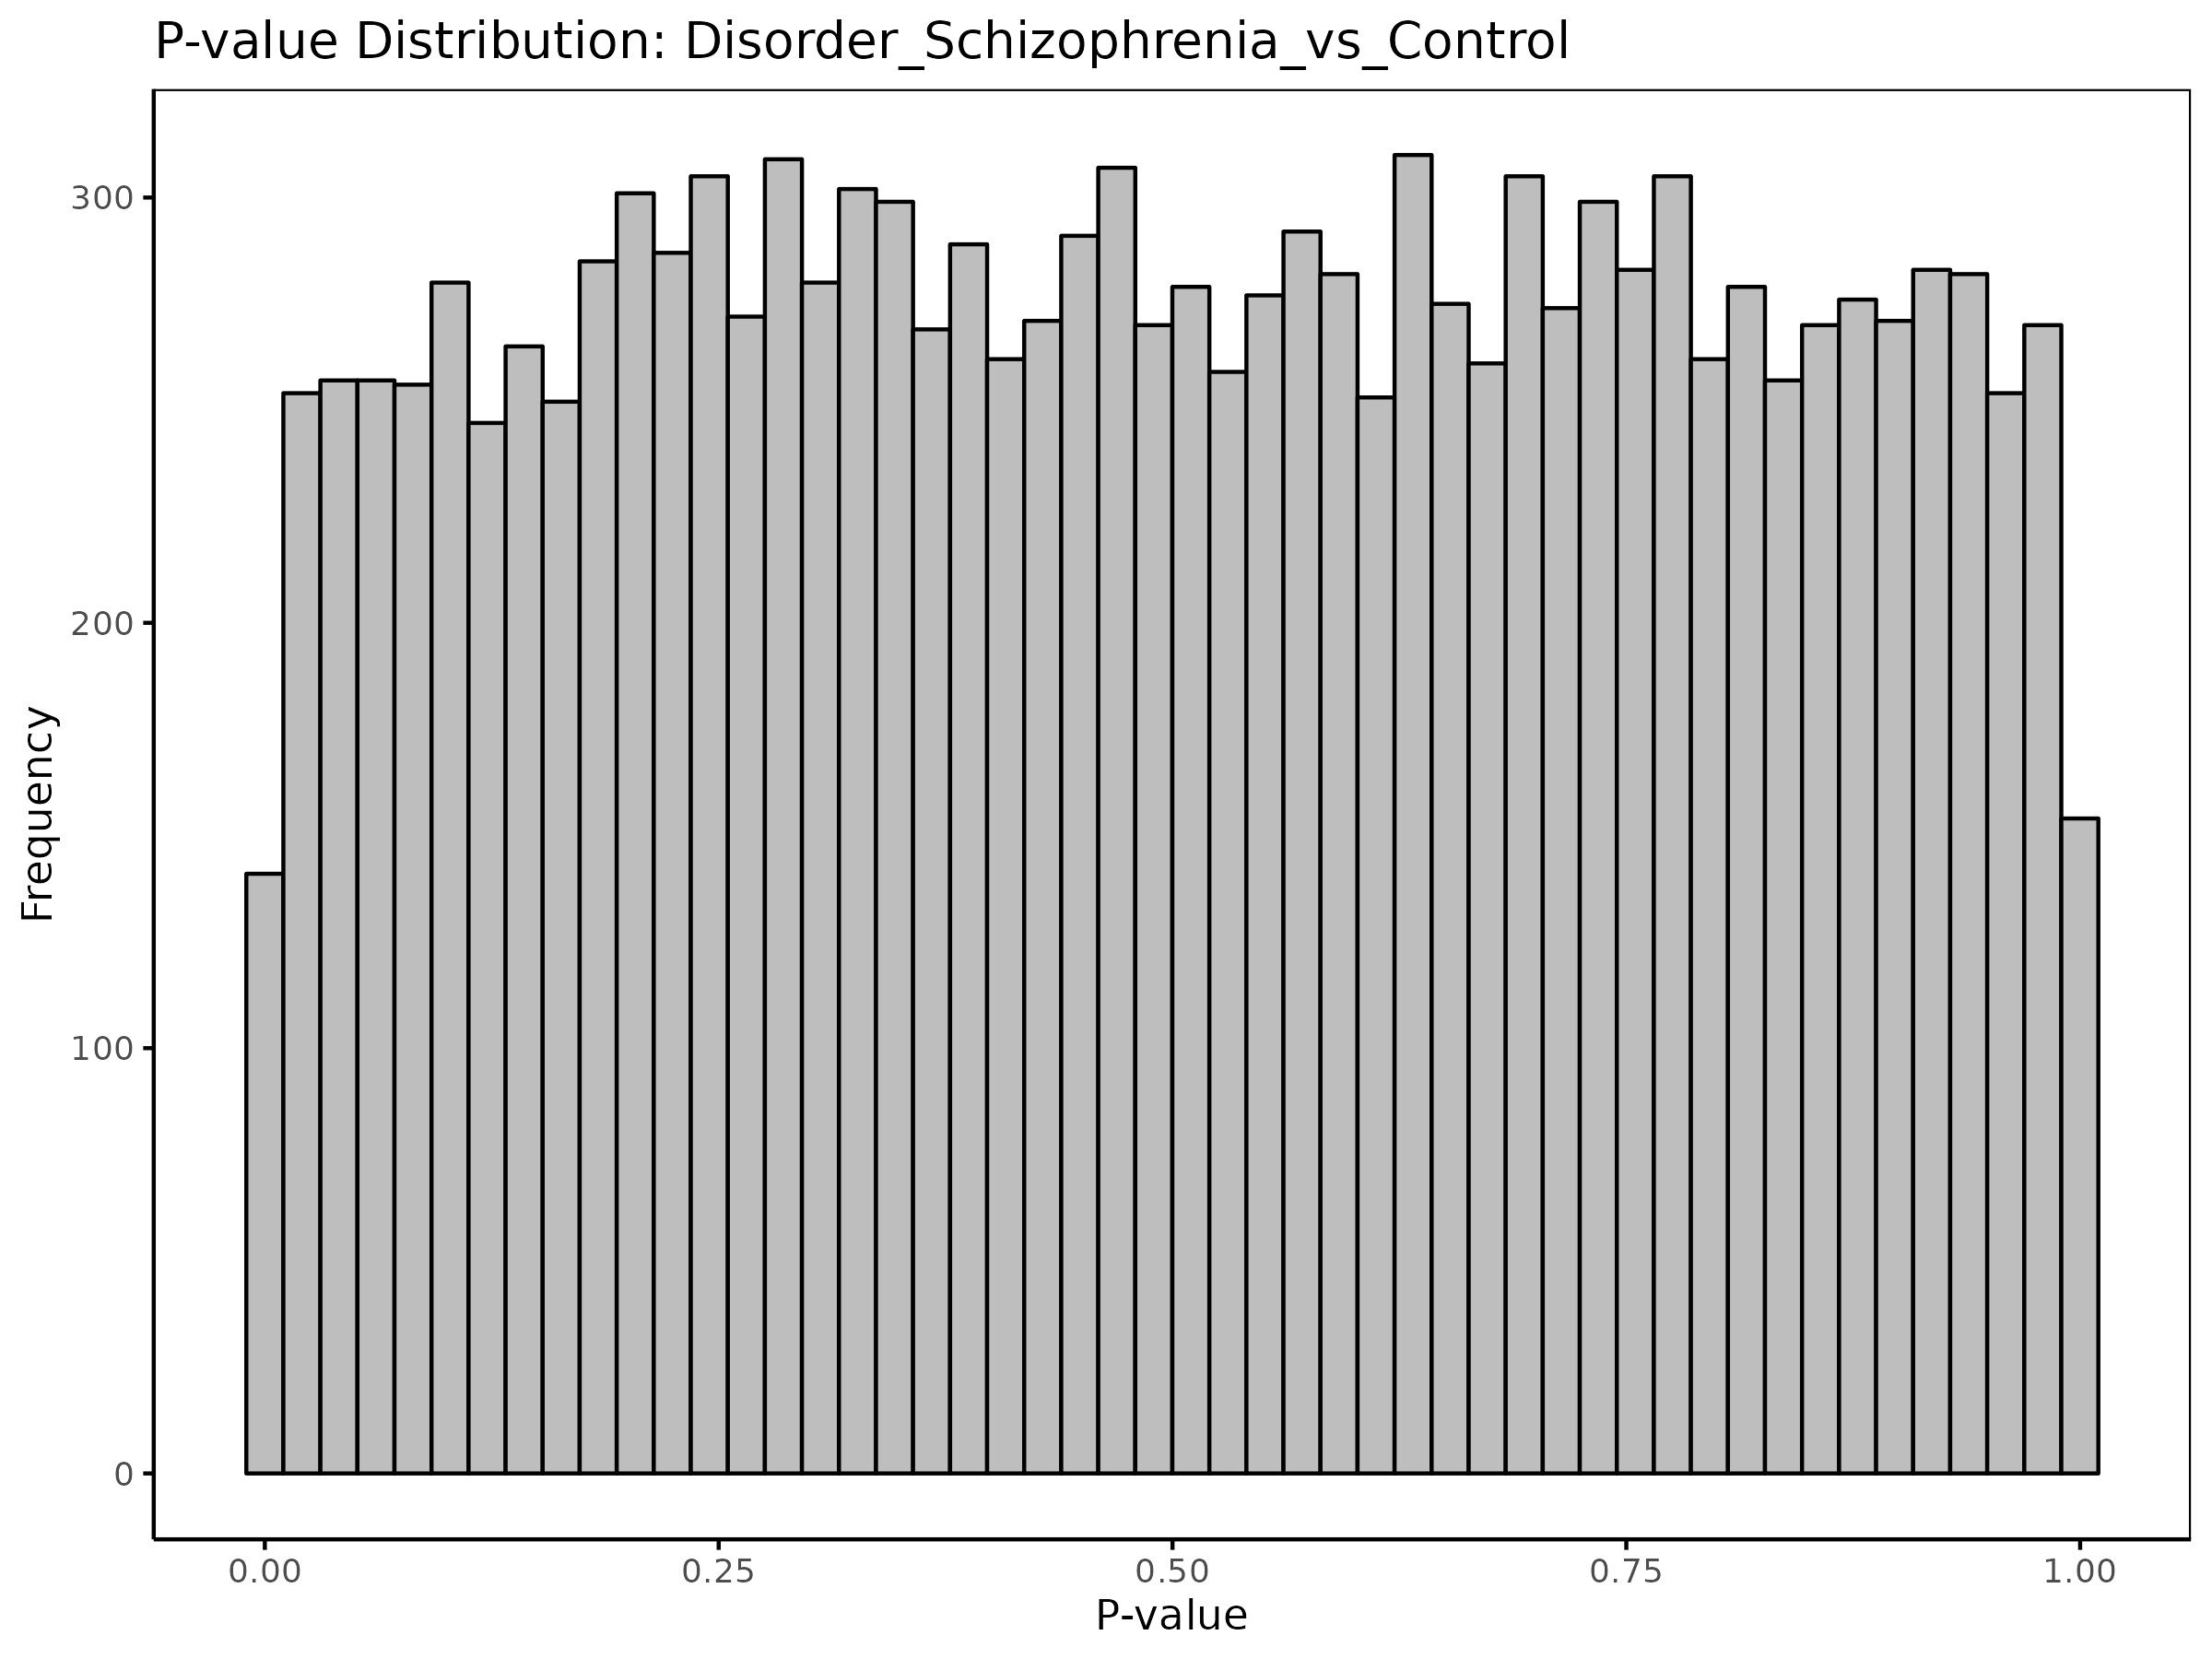 P-value Distribution: Disorder_Schizophrenia_vs_Control
300
200
100
0
Frequency
0.00 0.25 0.50 0.75 1.00
P-value